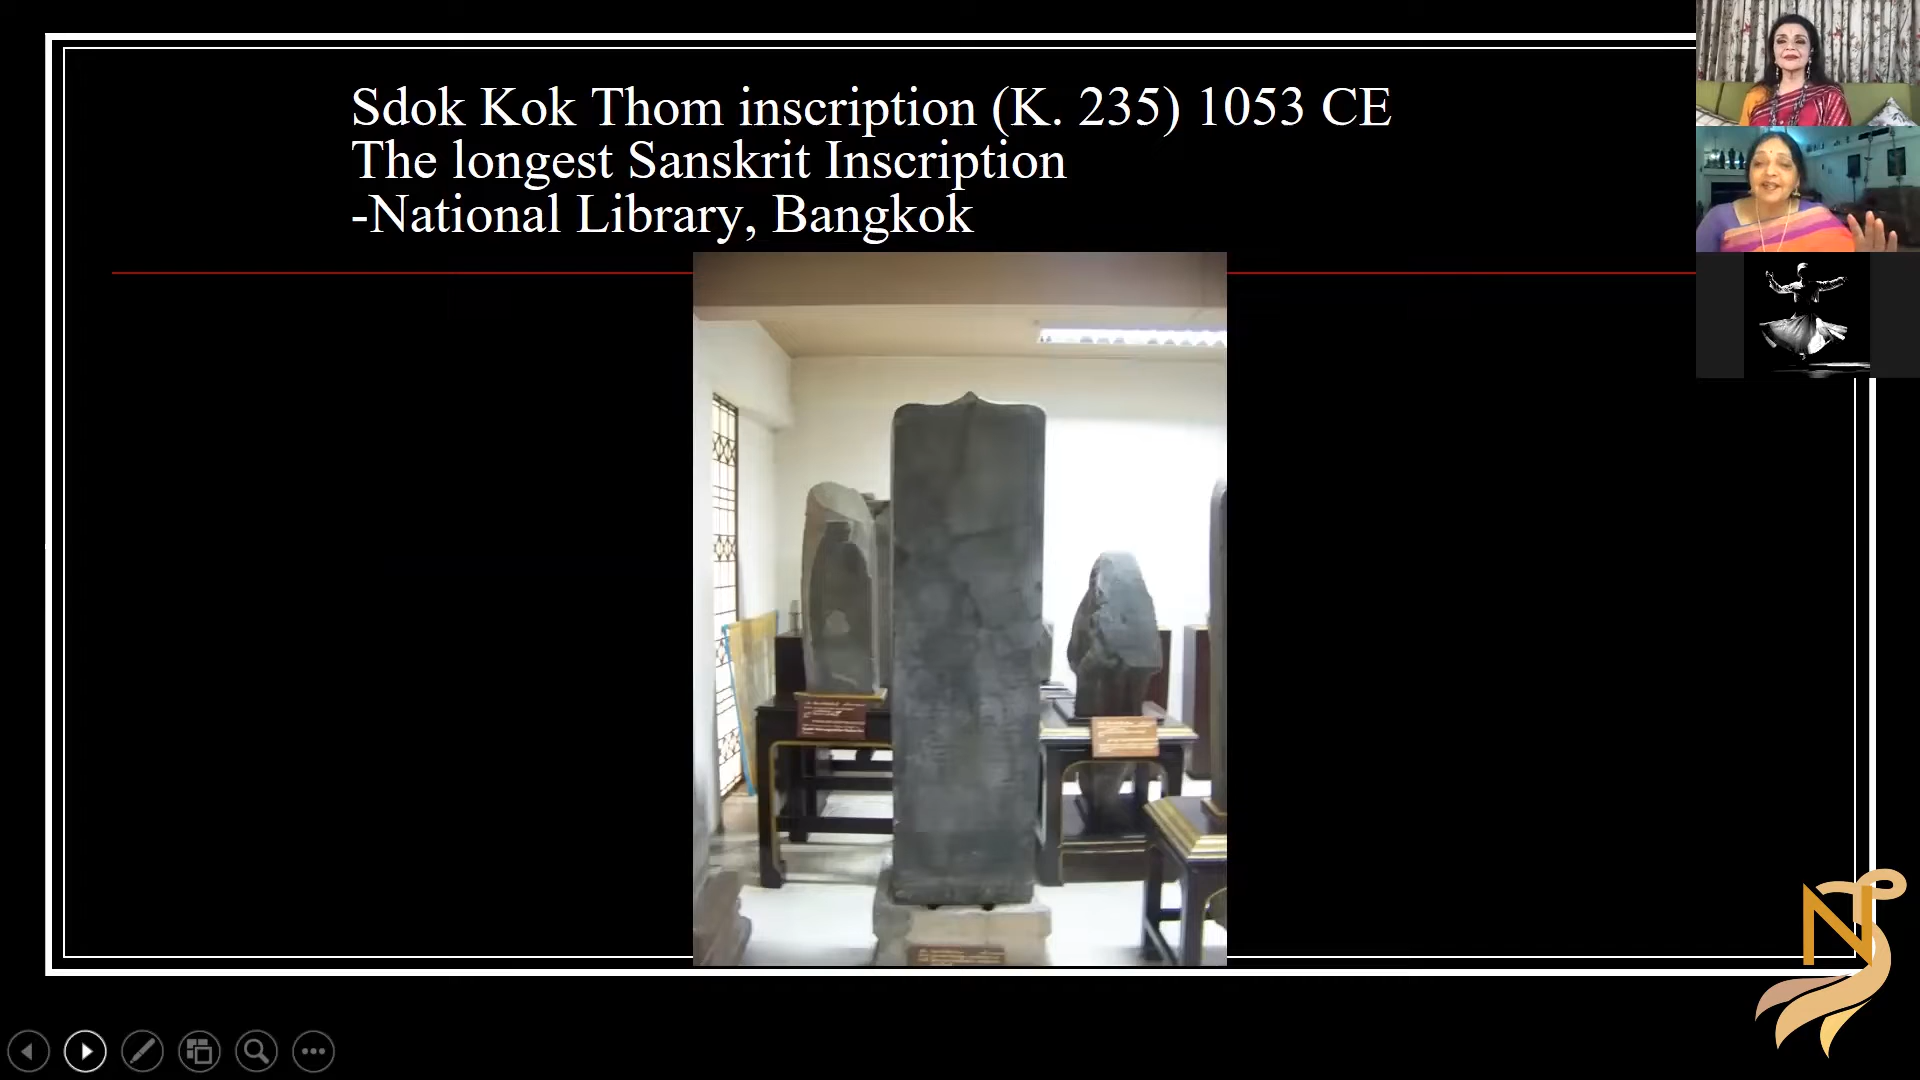 Sdok Kok Thom inscription (K. 235) 1053 CE
The longest Sanskrit Inscription
-National Library, Bangkok
N